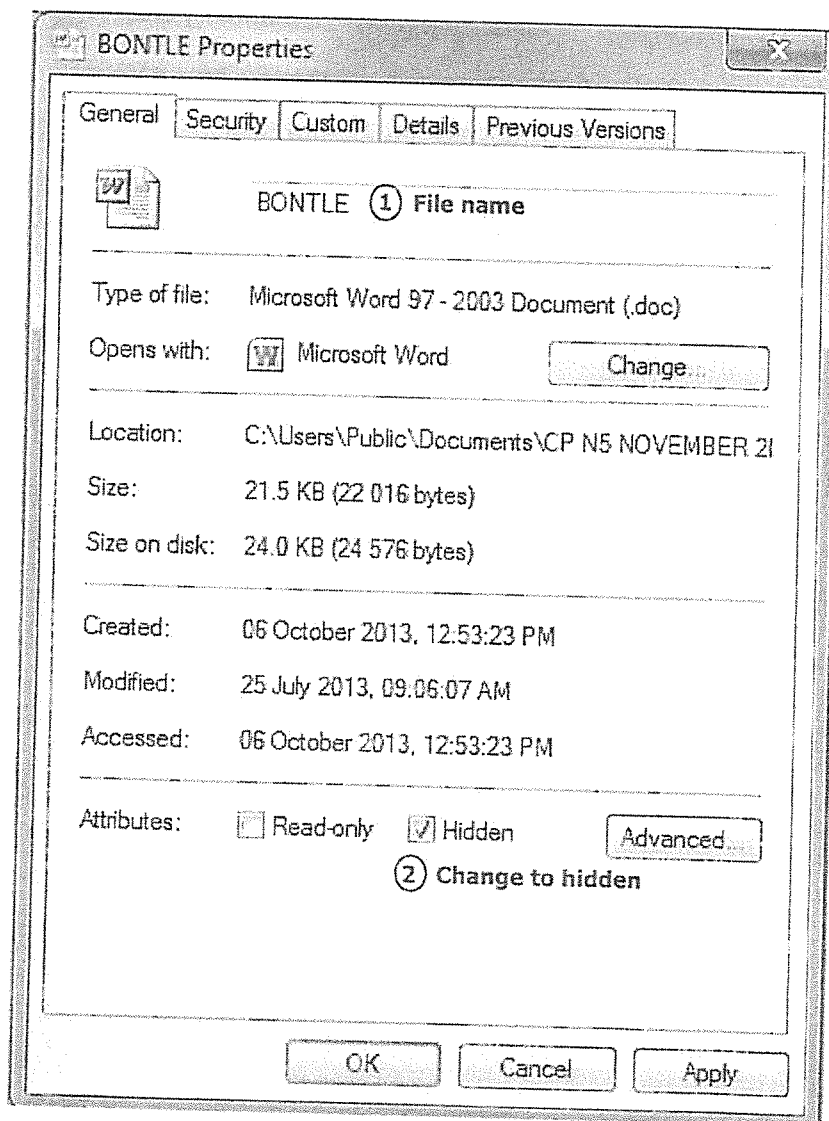 BONTLE Properties
General Security Custom Details Previous Versions
BONTLE ① File name
Type of file: Microsoft Word 97 - 2003 Document (.doc)
Opens with: Microsoft Word Change...
Location: C:\Users\Public\Documents\CP N5 NOVEMBER 2
Size: 21.5 KB (22 016 bytes)
Size on disk: 24.0 KB (24 576 bytes)
Created: 06 October 2013, 12:53:23 PM
Modified: 25 July 2013, 09:06:07 AM
Accessed: 06 October 2013, 12:53:23 PM
Attributes: Read-only Hidden Advanced...
② Change to hidden
OK Cancel Apply